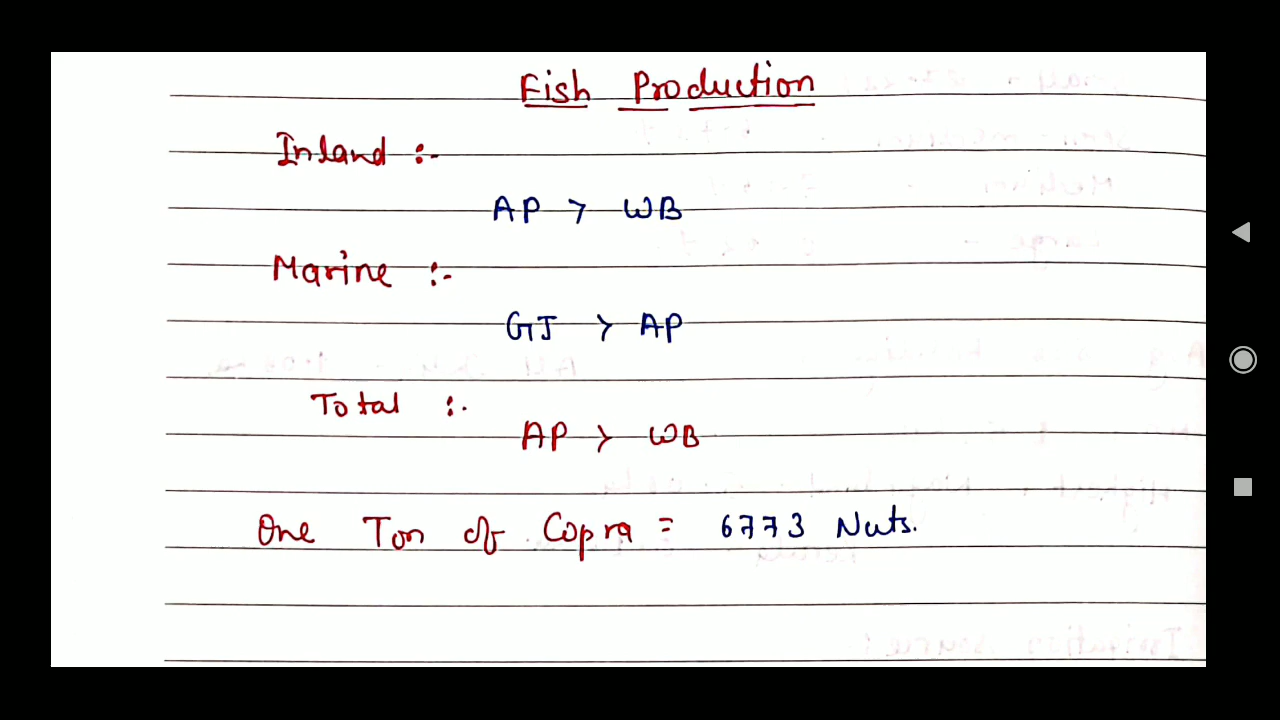 Fish Production
Inland :-
AP > WB
Marine :-
GJ > AP
Total :-
AP > WB
One Ton of Copra = 6773 Nuts.